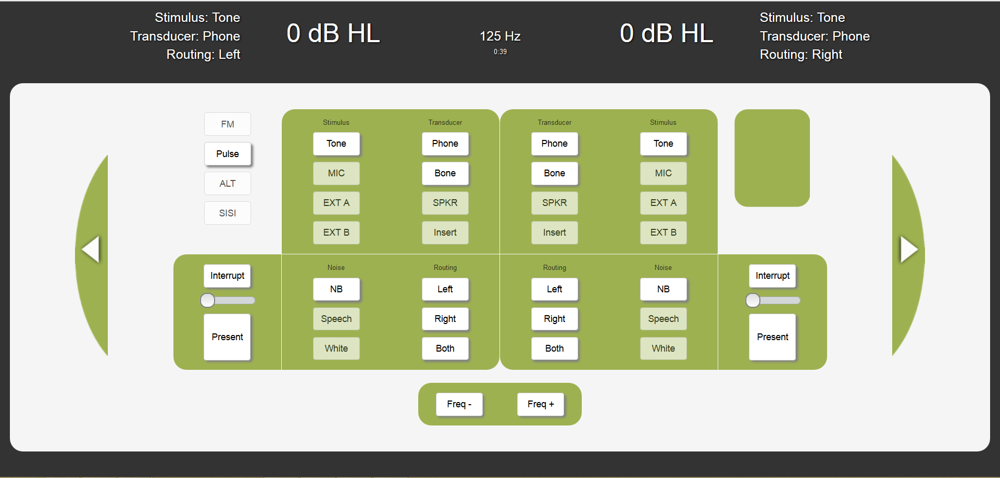 Stimulus: Tone
Transducer: Phone
Routing: Left
0 dB HL
125 Hz
0:39
0 dB HL
Stimulus: Tone
Transducer: Phone
Routing: Right
FM
Pulse
ALT
SISI
Stimulus
Tone
MIC
EXT A
EXT B
Transducer
Phone
Bone
SPKR
Insert
Transducer
Phone
Bone
SPKR
Insert
Stimulus
Tone
MIC
EXT A
EXT B
Interrupt
Present
Noise
NB
Speech
White
Routing
Left
Right
Both
Routing
Left
Right
Both
Noise
NB
Speech
White
Interrupt
Present
Freq -
Freq +